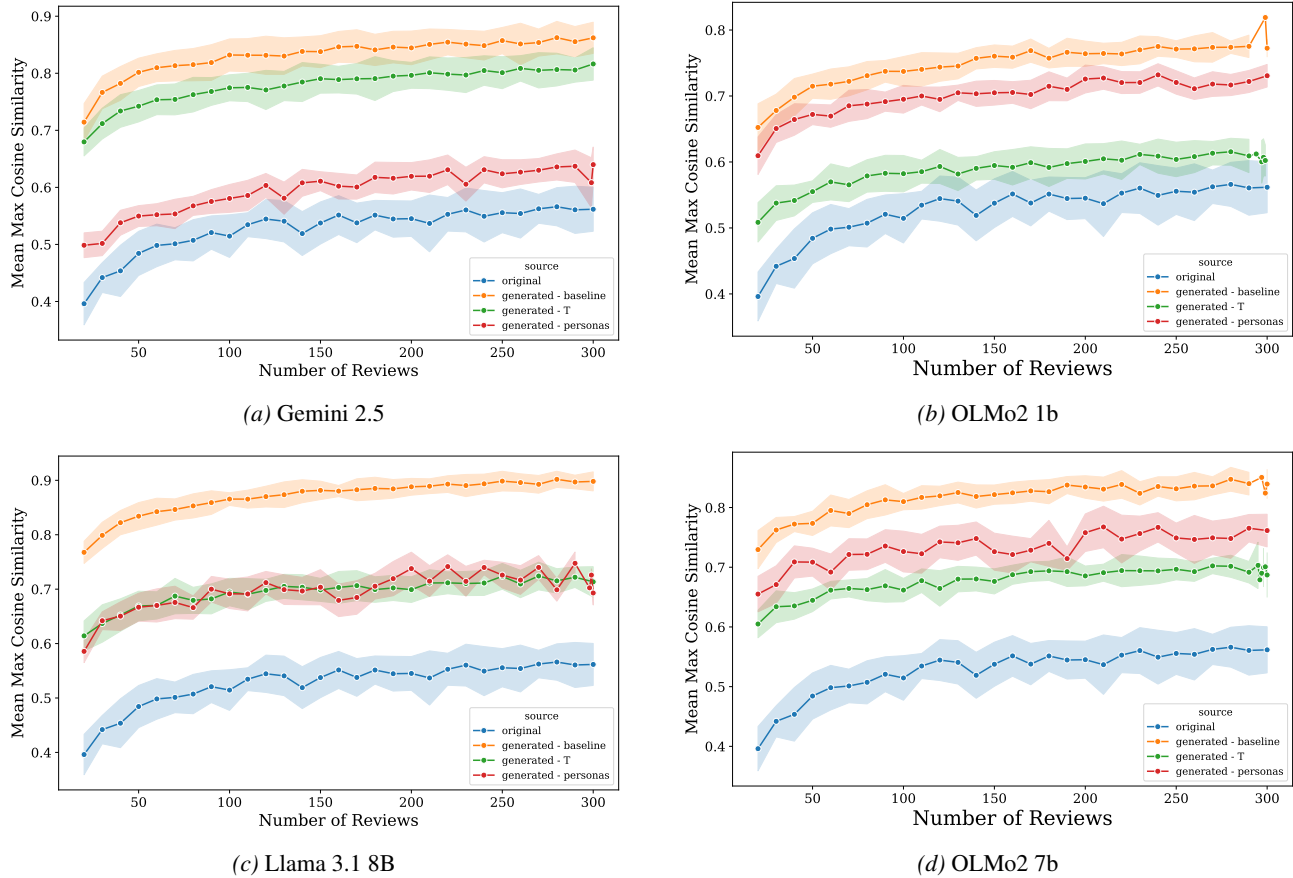 0.9
0.8
0.7
0.6
0.5
0.4
Mean Max Cosine Similarity
50
100
150
200
250
300
Number of Reviews
source
original
generated - baseline
generated - T
generated - personas
(a) Gemini 2.5
0.8
0.7
0.6
0.5
0.4
Mean Max Cosine Similarity
50
100
150
200
250
300
Number of Reviews
source
original
generated - baseline
generated - T
generated - personas
(b) OLMo2 1b
0.9
0.8
0.7
0.6
0.5
0.4
Mean Max Cosine Similarity
50
100
150
200
250
300
Number of Reviews
source
original
generated - baseline
generated - T
generated - personas
(c) Llama 3.1 8B
0.8
0.7
0.6
0.5
0.4
Mean Max Cosine Similarity
50
100
150
200
250
300
Number of Reviews
source
original
generated - baseline
generated - T
generated - personas
(d) OLMo2 7b